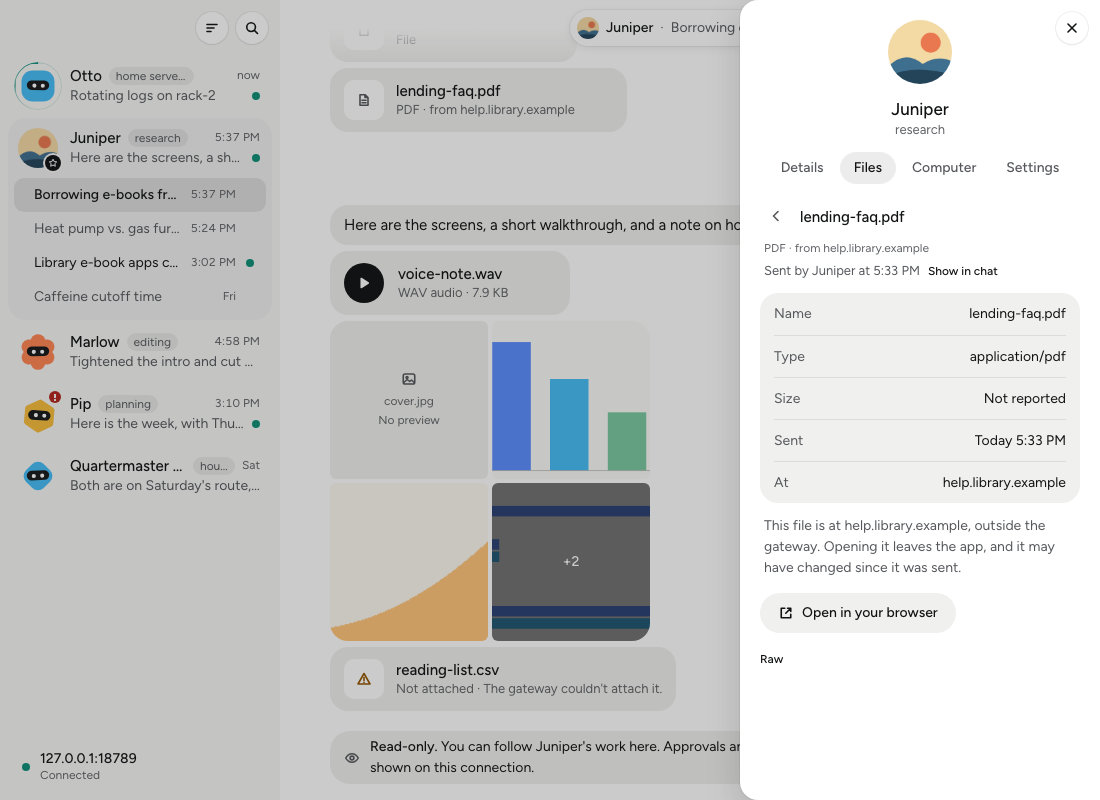 Otto
home serve...
now
Rotating logs on rack-2
Juniper
research
5:37 PM
Here are the screens, a sh...
Borrowing e-books fr...
5:37 PM
Heat pump vs. gas fur...
5:24 PM
Library e-book apps c...
3:02 PM
Caffeine cutoff time
Fri
Marlow
editing
4:58 PM
Tightened the intro and cut ...
Pip
planning
3:10 PM
Here is the week, with Thu...
Quartermaster ...
hou...
Sat
Both are on Saturday's route,...
127.0.0.1:18789
Connected
File
Juniper · Borrowing
lending-faq.pdf
PDF · from help.library.example
Here are the screens, a short walkthrough, and a note on ho
voice-note.wav
WAV audio · 7.9 KB
cover.jpg
No preview
+2
reading-list.csv
Not attached · The gateway couldn't attach it.
Read-only. You can follow Juniper's work here. Approvals ar
shown on this connection.
Juniper
research
Details
Files
Computer
Settings
lending-faq.pdf
PDF · from help.library.example
Sent by Juniper at 5:33 PM Show in chat
Name
lending-faq.pdf
Type
application/pdf
Size
Not reported
Sent
Today 5:33 PM
At
help.library.example
This file is at help.library.example, outside the
gateway. Opening it leaves the app, and it may
have changed since it was sent.
Open in your browser
Raw